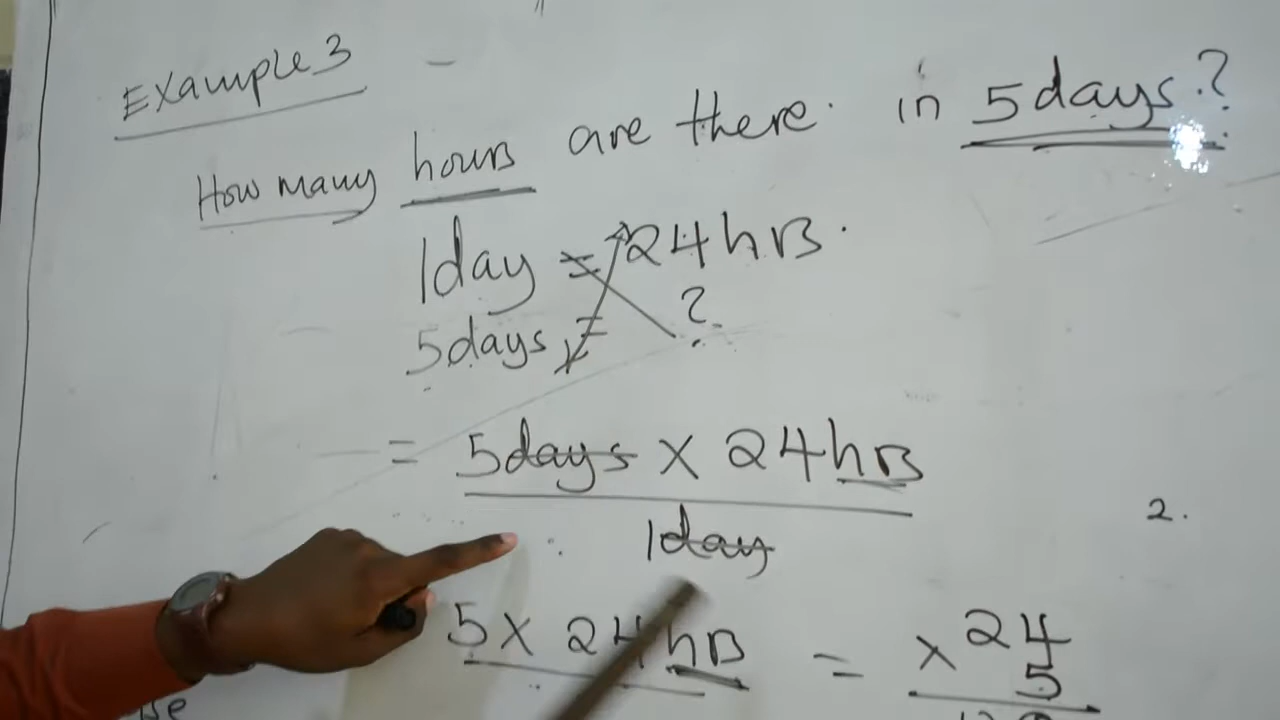 Example 3
How many hours are there in 5days?
1day = 24hrs.
5days = ?
= 5days X 24hrs
1day
2.
5 X 24hrs = x 24
5